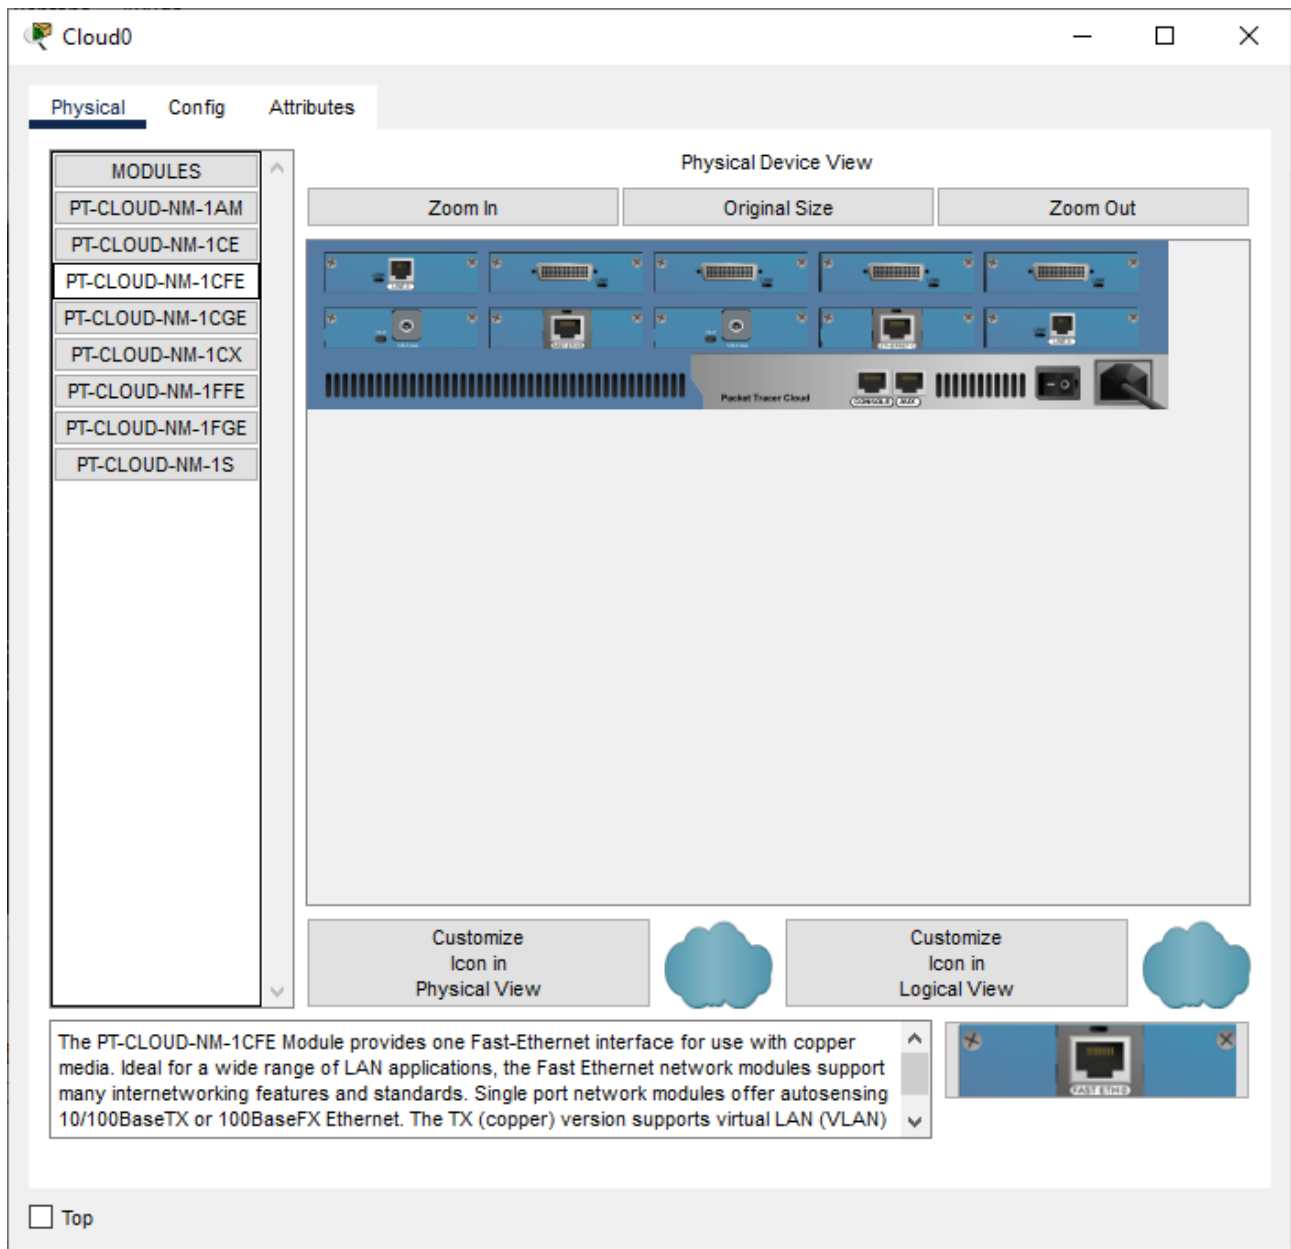 Cloud0
Physical Config Attributes
MODULES
PT-CLOUD-NM-1AM
PT-CLOUD-NM-1CE
PT-CLOUD-NM-1CFE
PT-CLOUD-NM-1CGE
PT-CLOUD-NM-1CX
PT-CLOUD-NM-1FFE
PT-CLOUD-NM-1FGE
PT-CLOUD-NM-1S
Physical Device View
Zoom In Original Size Zoom Out
Packet Tracer Cloud
CONSOLE AUX
Customize
Icon in
Physical View
Customize
Icon in
Logical View
The PT-CLOUD-NM-1CFE Module provides one Fast-Ethernet interface for use with copper
media. Ideal for a wide range of LAN applications, the Fast Ethernet network modules support
many internetworking features and standards. Single port network modules offer autosensing
10/100BaseTX or 100BaseFX Ethernet. The TX (copper) version supports virtual LAN (VLAN)
FAST ETH 0
Top